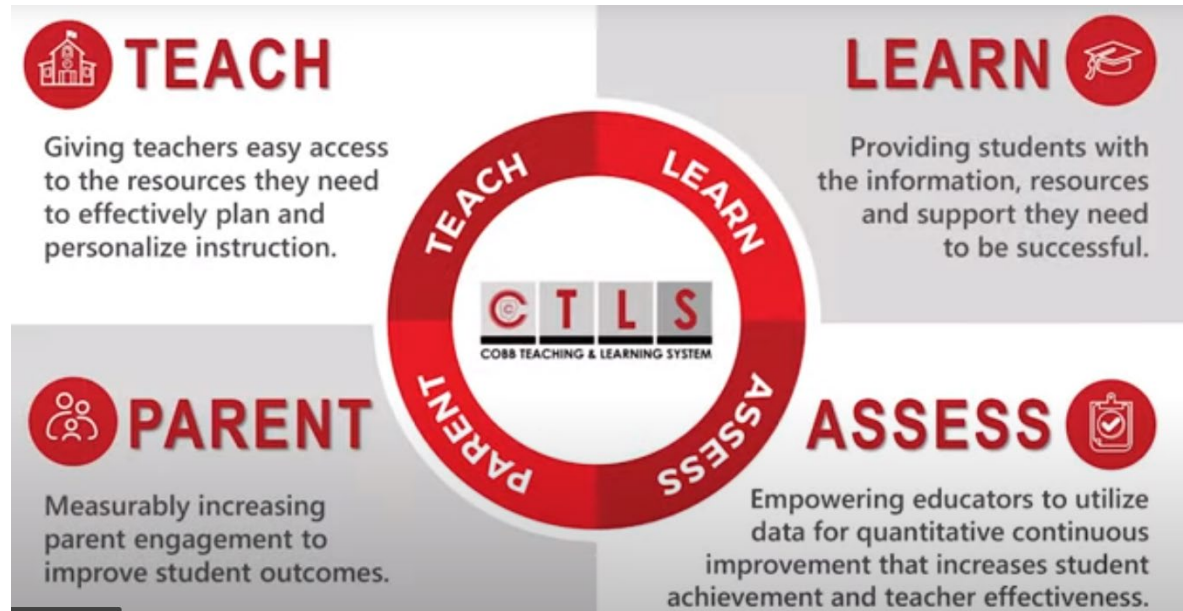 TEACH
Giving teachers easy access
to the resources they need
to effectively plan and
personalize instruction.
LEARN
Providing students with
the information, resources
and support they need
to be successful.
TEACH
LEARN
CTLS
COBB TEACHING & LEARNING SYSTEM
PARENT
ASSESS
PARENT
Measurably increasing
parent engagement to
improve student outcomes.
ASSESS
Empowering educators to utilize
data for quantitative continuous
improvement that increases student
achievement and teacher effectiveness.